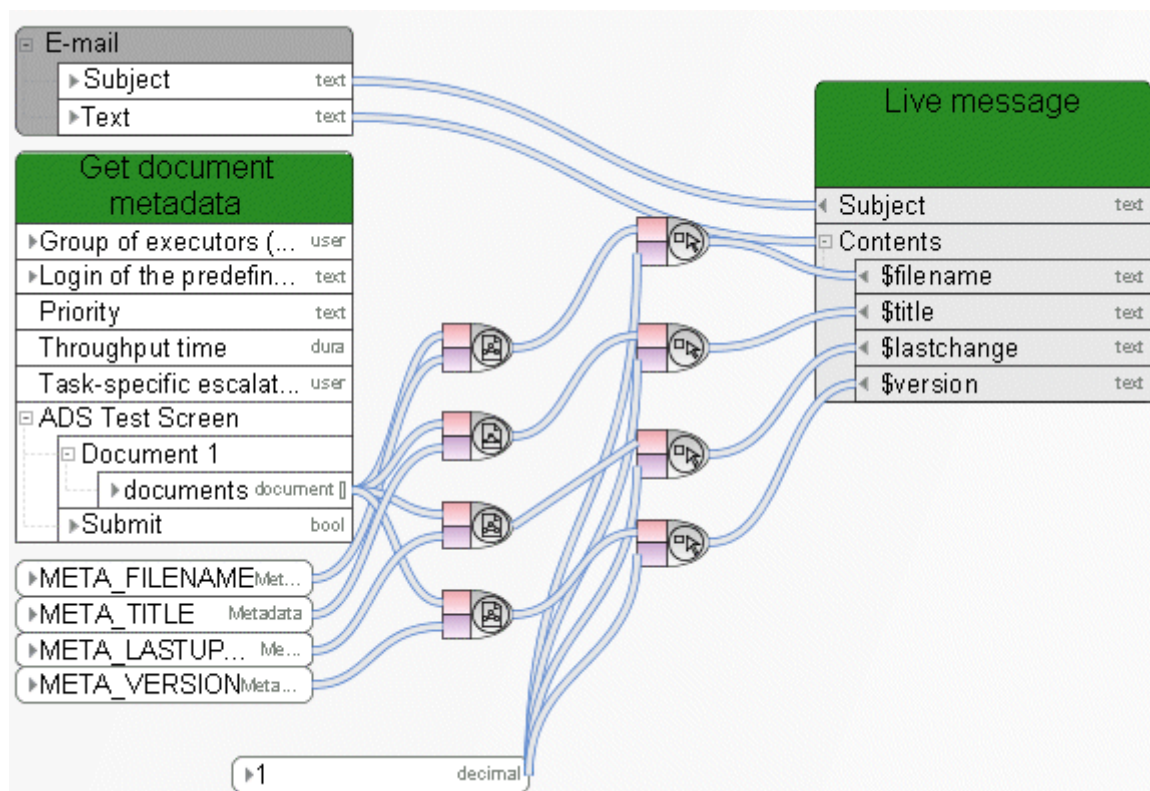 E-mail
Subject text
Text text
Get document
metadata
Group of executors (... user
Login of the predefin... text
Priority text
Throughput time dura
Task-specific escalat... user
ADS Test Screen
Document 1
documents document []
Submit bool
META_FILENAME Met...
META_TITLE Metadata
META_LASTUP... Me...
META_VERSION Meta...
1 decimal
Live message
Subject text
Contents
$filename text
$title text
$lastchange text
$version text